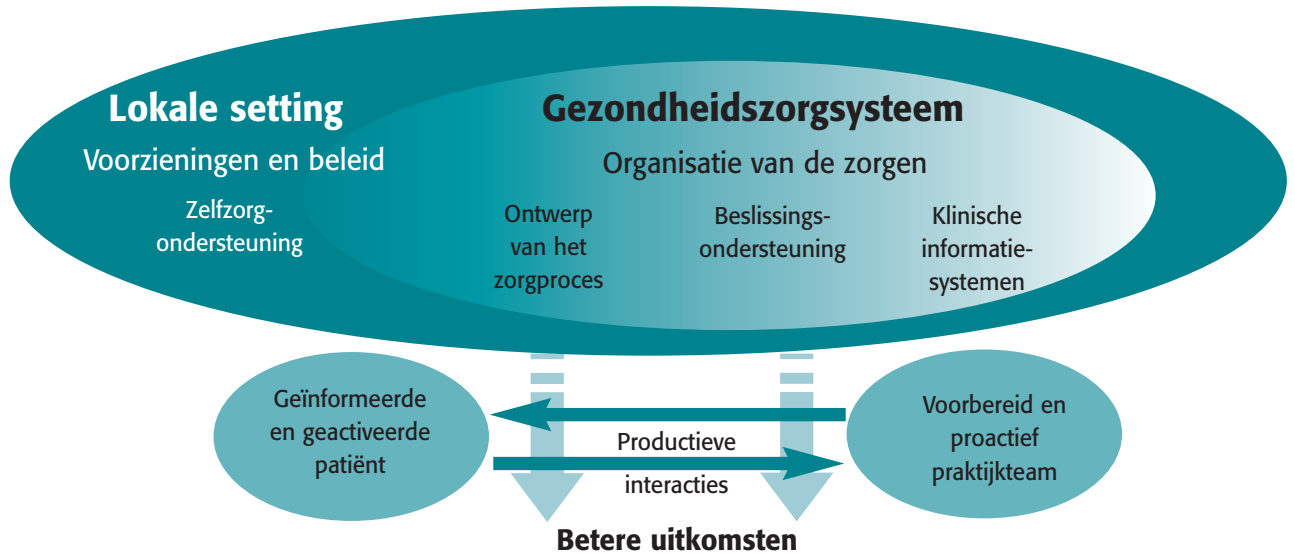 Lokale setting
Voorzieningen en beleid
Zelfzorg-
ondersteuning
Gezondheidszorgsysteem
Organisatie van de zorgen
Ontwerp
van het
zorgproces
Beslissings-
ondersteuning
Klinische
informatie-
systemen
Geïnformeerde
en geactiveerde
patiënt
Productieve
interacties
Voorbereid en
proactief
praktijkteam
Betere uitkomsten